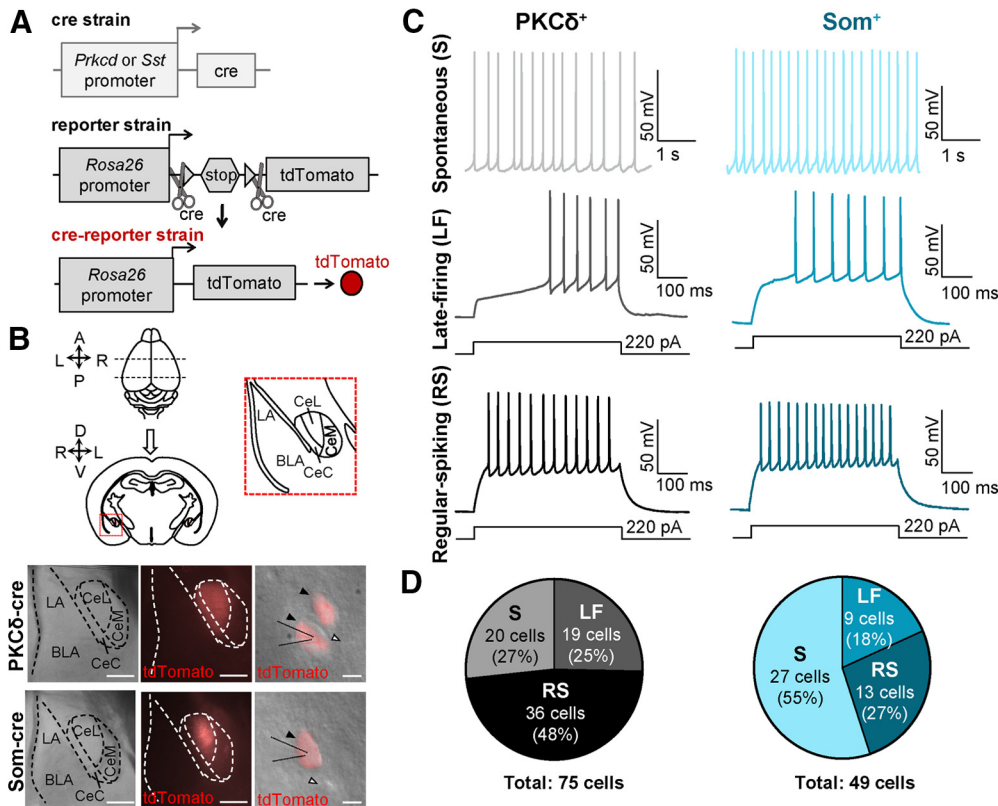 A
cre strain
Prkcd or Sst
promoter
cre
reporter strain
Rosa26
promoter
stop
tdTomato
cre
cre
cre-reporter strain
Rosa26
promoter
tdTomato
tdTomato
B
A
L R
P
D
R L
V
LA
CeL
CeM
BLA
CeC
PKCδ-cre
LA
CeL
CeM
BLA
CeC
tdTomato
tdTomato
Som-cre
LA
CeL
CeM
BLA
CeC
tdTomato
tdTomato
C
PKCδ+
Som+
Spontaneous (S)
50 mV
1 s
50 mV
1 s
Late-firing (LF)
50 mV
100 ms
220 pA
50 mV
100 ms
220 pA
Regular-spiking (RS)
50 mV
100 ms
220 pA
50 mV
100 ms
220 pA
D
S
20 cells
(27%)
LF
19 cells
(25%)
RS
36 cells
(48%)
Total: 75 cells
LF
9 cells
(18%)
S
27 cells
(55%)
RS
13 cells
(27%)
Total: 49 cells